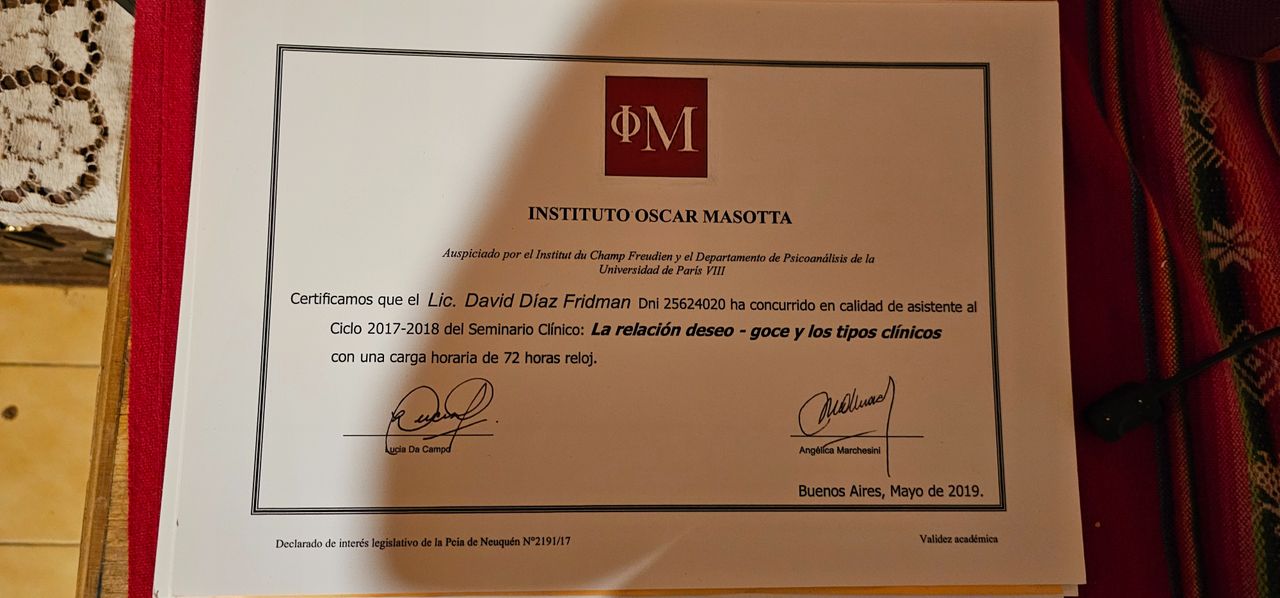 ΦM
INSTITUTO OSCAR MASOTTA
Auspiciado por el Institut du Champ Freudien y el Departamento de Psicoanálisis de la
Universidad de París VIII
Certificamos que el Lic. David Díaz Fridman Dni 25624020 ha concurrido en calidad de asistente al
Ciclo 2017-2018 del Seminario Clínico: La relación deseo - goce y los tipos clínicos
con una carga horaria de 72 horas reloj.
Lucia Da Campo
Angélica Marchesini
Buenos Aires, Mayo de 2019.
Declarado de interés legislativo de la Pcia de Neuquén N°2191/17
Validez académica